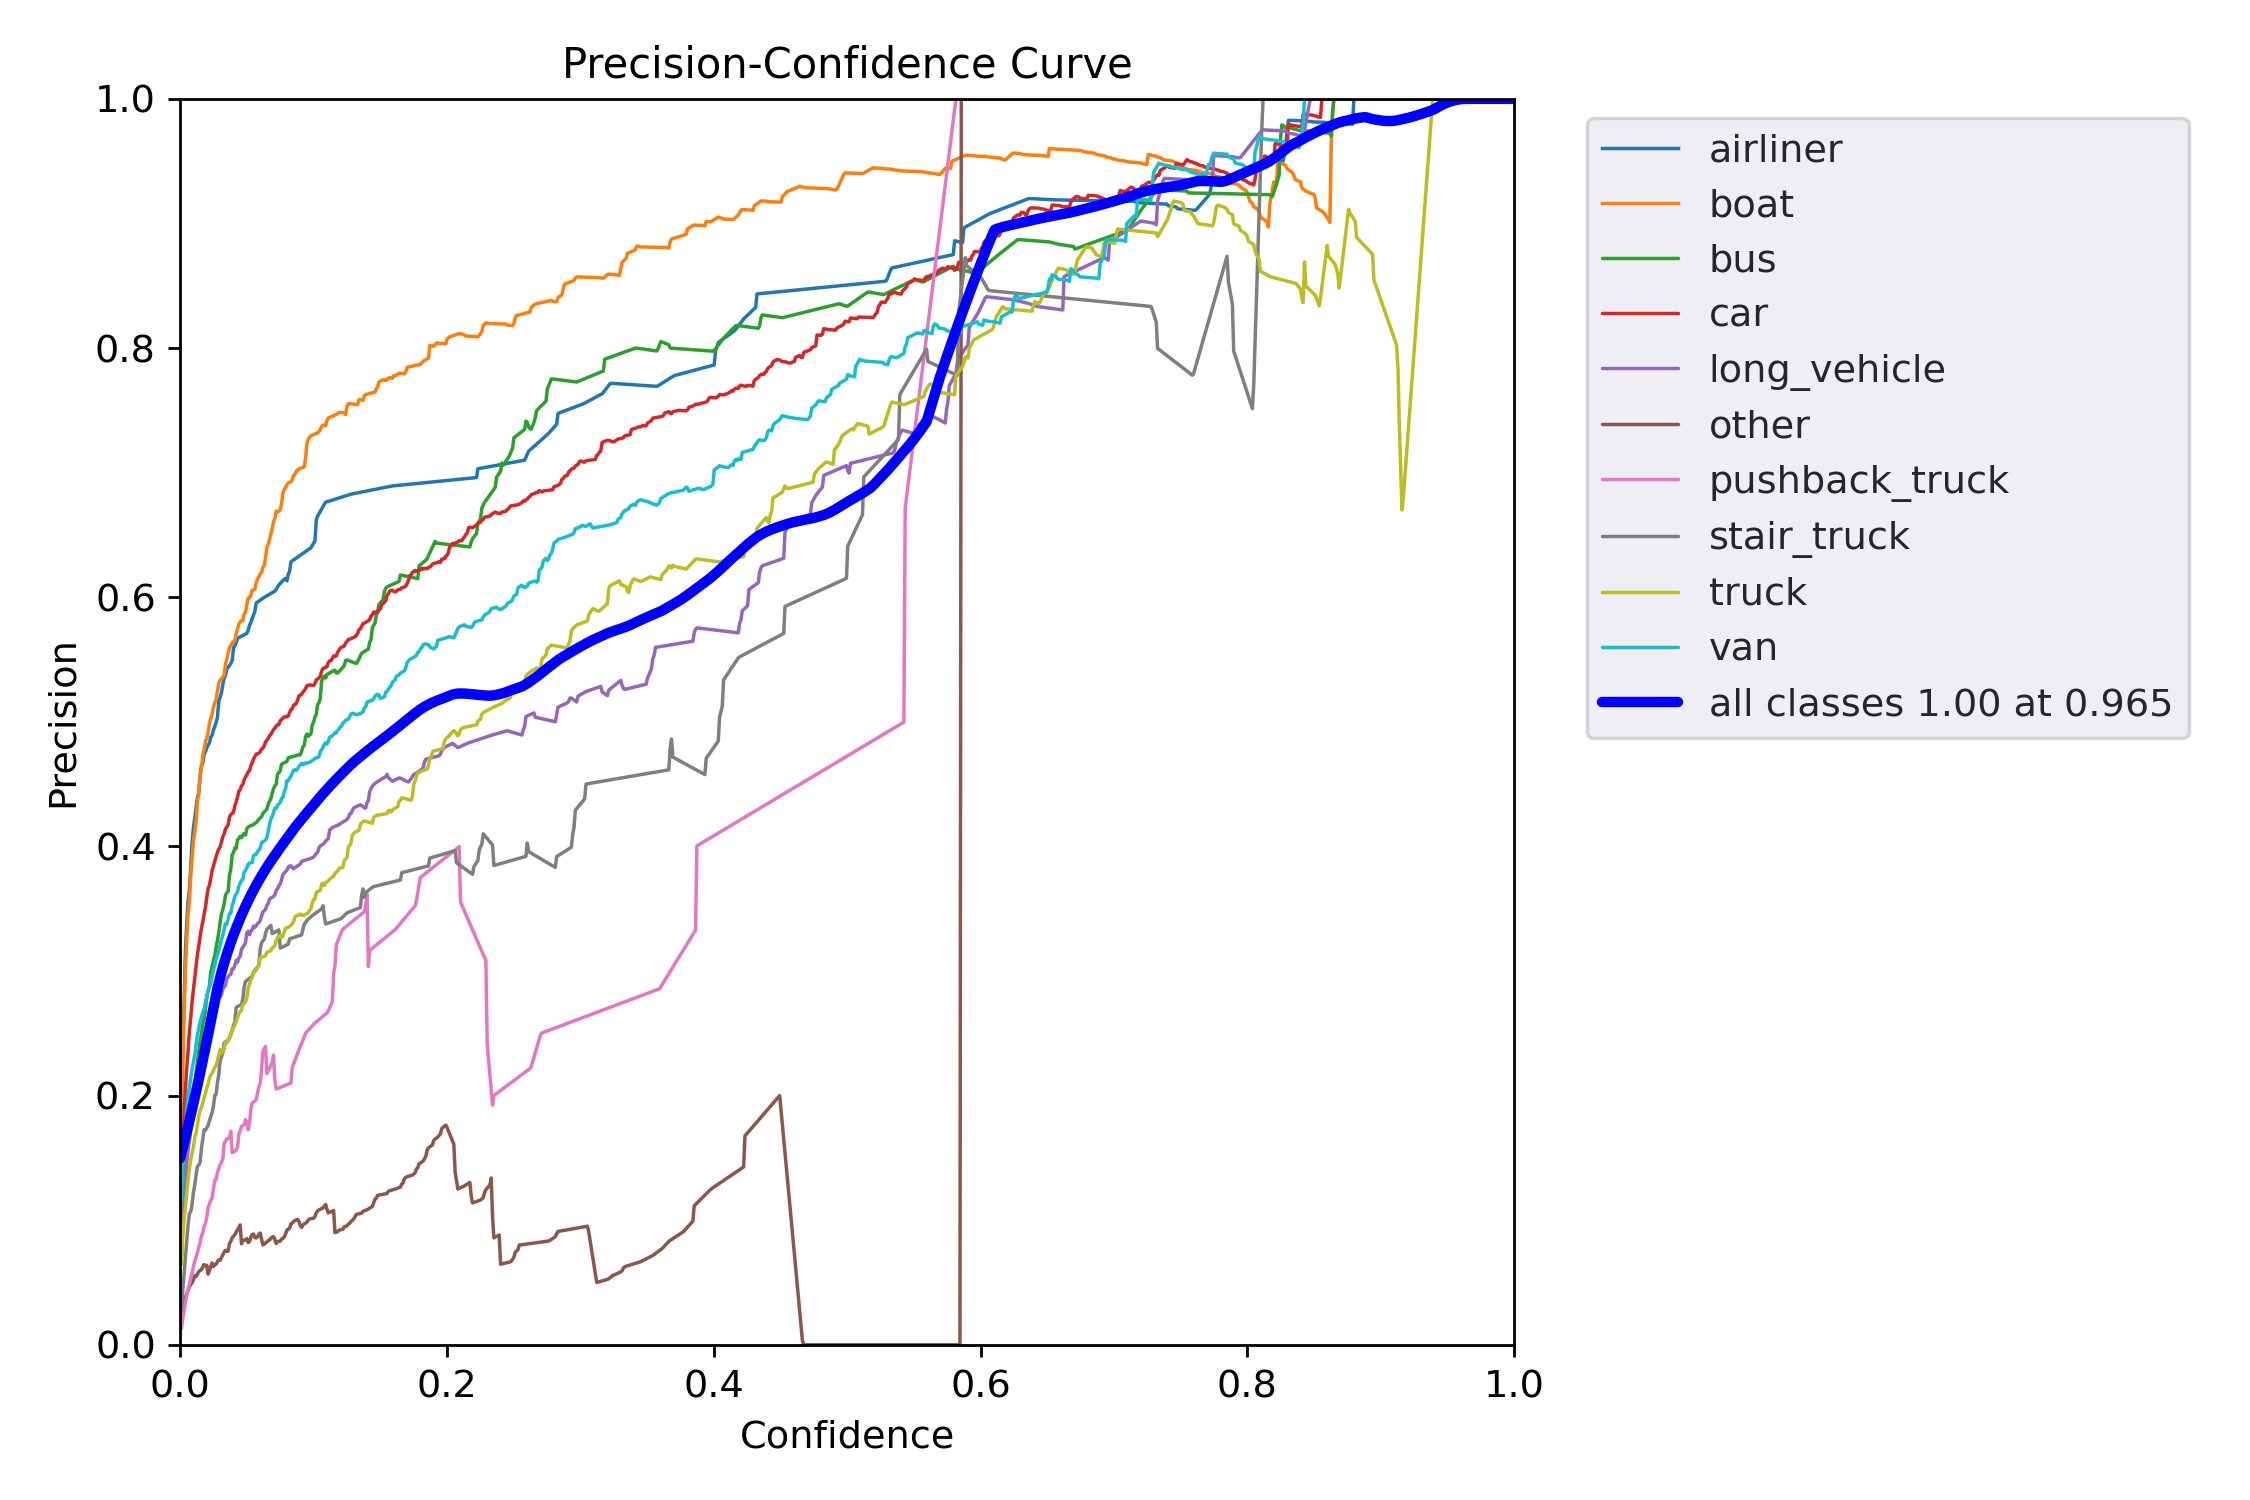 Precision-Confidence Curve
1.0
0.8
0.6
0.4
0.2
0.0
Precision
0.0 0.2 0.4 0.6 0.8 1.0
Confidence
airliner
boat
bus
car
long_vehicle
other
pushback_truck
stair_truck
truck
van
all classes 1.00 at 0.965